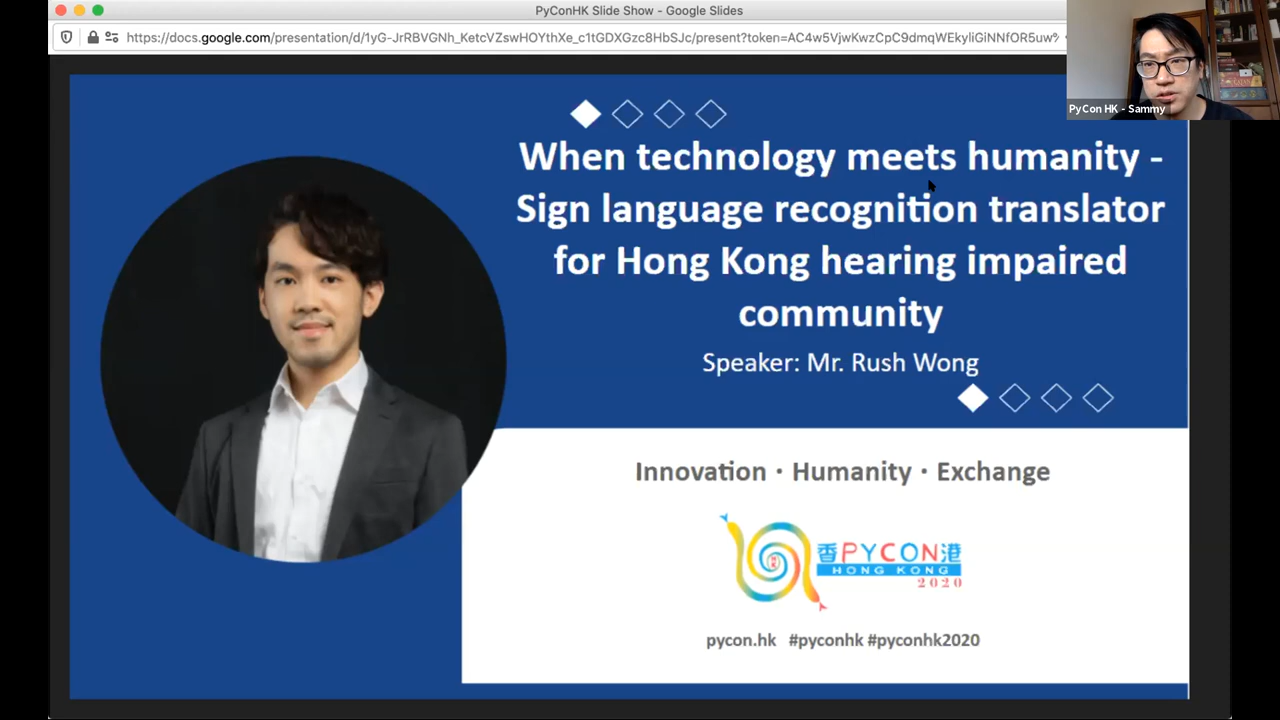 PyConHK Slide Show - Google Slides
https://docs.google.com/presentation/d/1yG-JrRBVGNh_KetcVZswHOYthXe_c1tGDXGzc8HbSJc/present?token=AC4w5VjwKwzCpC9dmqWEkyliGiNNfOR5uw%
PyCon HK - Sammy
When technology meets humanity -
Sign language recognition translator
for Hong Kong hearing impaired
community
Speaker: Mr. Rush Wong
Innovation · Humanity · Exchange
香PYCON港
HONG KONG
2020
pycon.hk #pyconhk #pyconhk2020